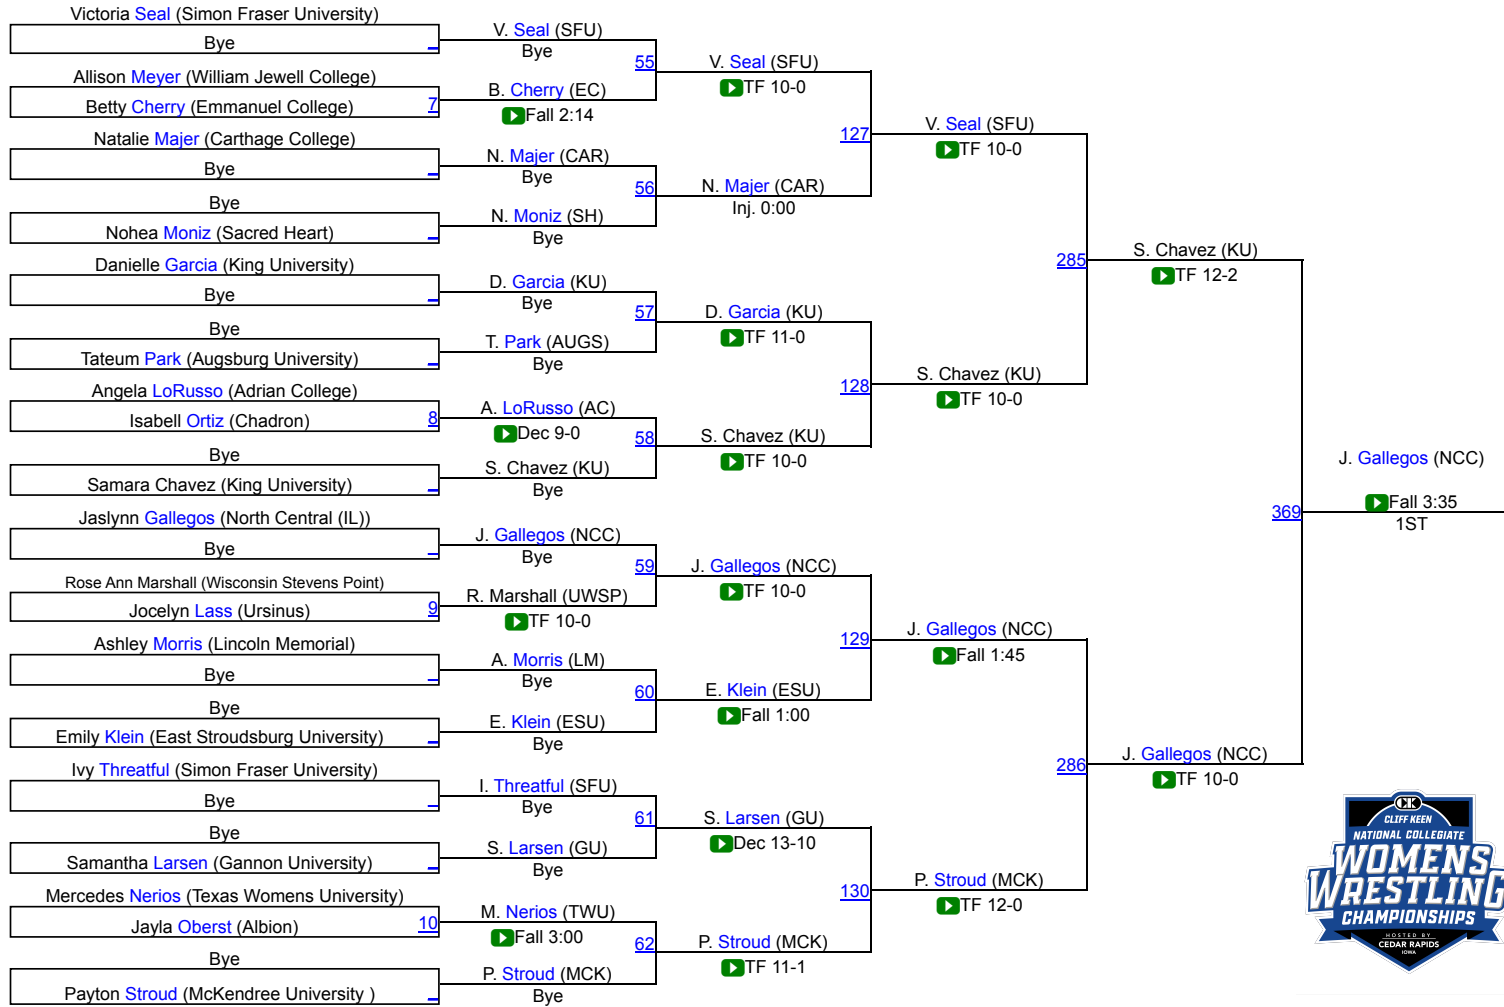 Victoria Seal (Simon Fraser University)
Bye
Allison Meyer (William Jewell College)
Betty Cherry (Emmanuel College) 7
Natalie Majer (Carthage College)
Bye
Bye
Nohea Moniz (Sacred Heart)
Danielle Garcia (King University)
Bye
Bye
Tateum Park (Augsburg University)
Angela LoRusso (Adrian College)
Isabell Ortiz (Chadron) 8
Bye
Samara Chavez (King University)
Jaslynn Gallegos (North Central (IL))
Bye
Rose Ann Marshall (Wisconsin Stevens Point)
Jocelyn Lass (Ursinus) 9
Ashley Morris (Lincoln Memorial)
Bye
Bye
Emily Klein (East Stroudsburg University)
Ivy Threatful (Simon Fraser University)
Bye
Bye
Samantha Larsen (Gannon University)
Mercedes Nerios (Texas Womens University)
Jayla Oberst (Albion) 10
Bye
Payton Stroud (McKendree University )
V. Seal (SFU)
Bye
55
B. Cherry (EC)
Fall 2:14
N. Majer (CAR)
Bye
56
N. Moniz (SH)
Bye
D. Garcia (KU)
Bye
57
T. Park (AUGS)
Bye
A. LoRusso (AC)
Dec 9-0
58
S. Chavez (KU)
Bye
J. Gallegos (NCC)
Bye
59
R. Marshall (UWSP)
TF 10-0
A. Morris (LM)
Bye
60
E. Klein (ESU)
Bye
I. Threatful (SFU)
Bye
61
S. Larsen (GU)
Bye
M. Nerios (TWU)
Fall 3:00
62
P. Stroud (MCK)
Bye
V. Seal (SFU)
TF 10-0
127
N. Majer (CAR)
Inj. 0:00
D. Garcia (KU)
TF 11-0
128
S. Chavez (KU)
TF 10-0
J. Gallegos (NCC)
TF 10-0
129
E. Klein (ESU)
Fall 1:00
S. Larsen (GU)
Dec 13-10
130
P. Stroud (MCK)
TF 11-1
V. Seal (SFU)
TF 10-0
285
S. Chavez (KU)
TF 10-0
J. Gallegos (NCC)
Fall 1:45
286
P. Stroud (MCK)
TF 12-0
S. Chavez (KU)
TF 12-2
369
J. Gallegos (NCC)
TF 10-0
J. Gallegos (NCC)
Fall 3:35
1ST
CK
CLIFF KEEN
NATIONAL COLLEGIATE
WOMENS
WRESTLING
CHAMPIONSHIPS
HOSTED BY
CEDAR RAPIDS
IOWA